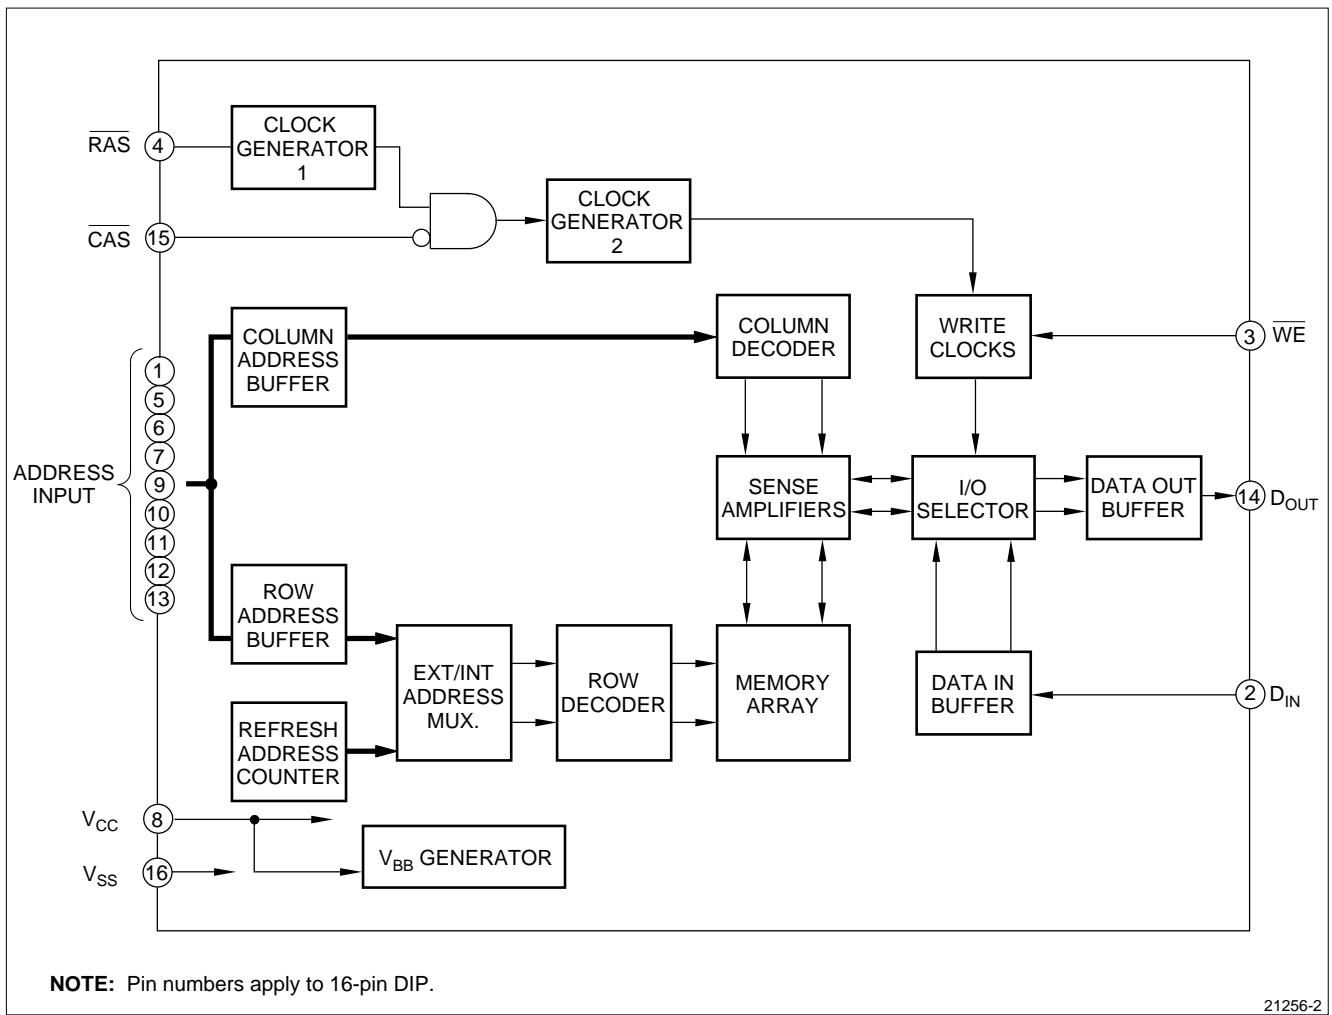 RAS
4
CLOCK
GENERATOR
1
CAS
15
CLOCK
GENERATOR
2
COLUMN
ADDRESS
BUFFER
COLUMN
DECODER
WRITE
CLOCKS
3
WE
ADDRESS
INPUT
1
5
6
7
9
10
11
12
13
SENSE
AMPLIFIERS
I/O
SELECTOR
DATA OUT
BUFFER
14
DOUT
ROW
ADDRESS
BUFFER
EXT/INT
ADDRESS
MUX.
ROW
DECODER
MEMORY
ARRAY
DATA IN
BUFFER
2
DIN
REFRESH
ADDRESS
COUNTER
VCC
8
VSS
16
VBB GENERATOR
NOTE: Pin numbers apply to 16-pin DIP.
21256-2